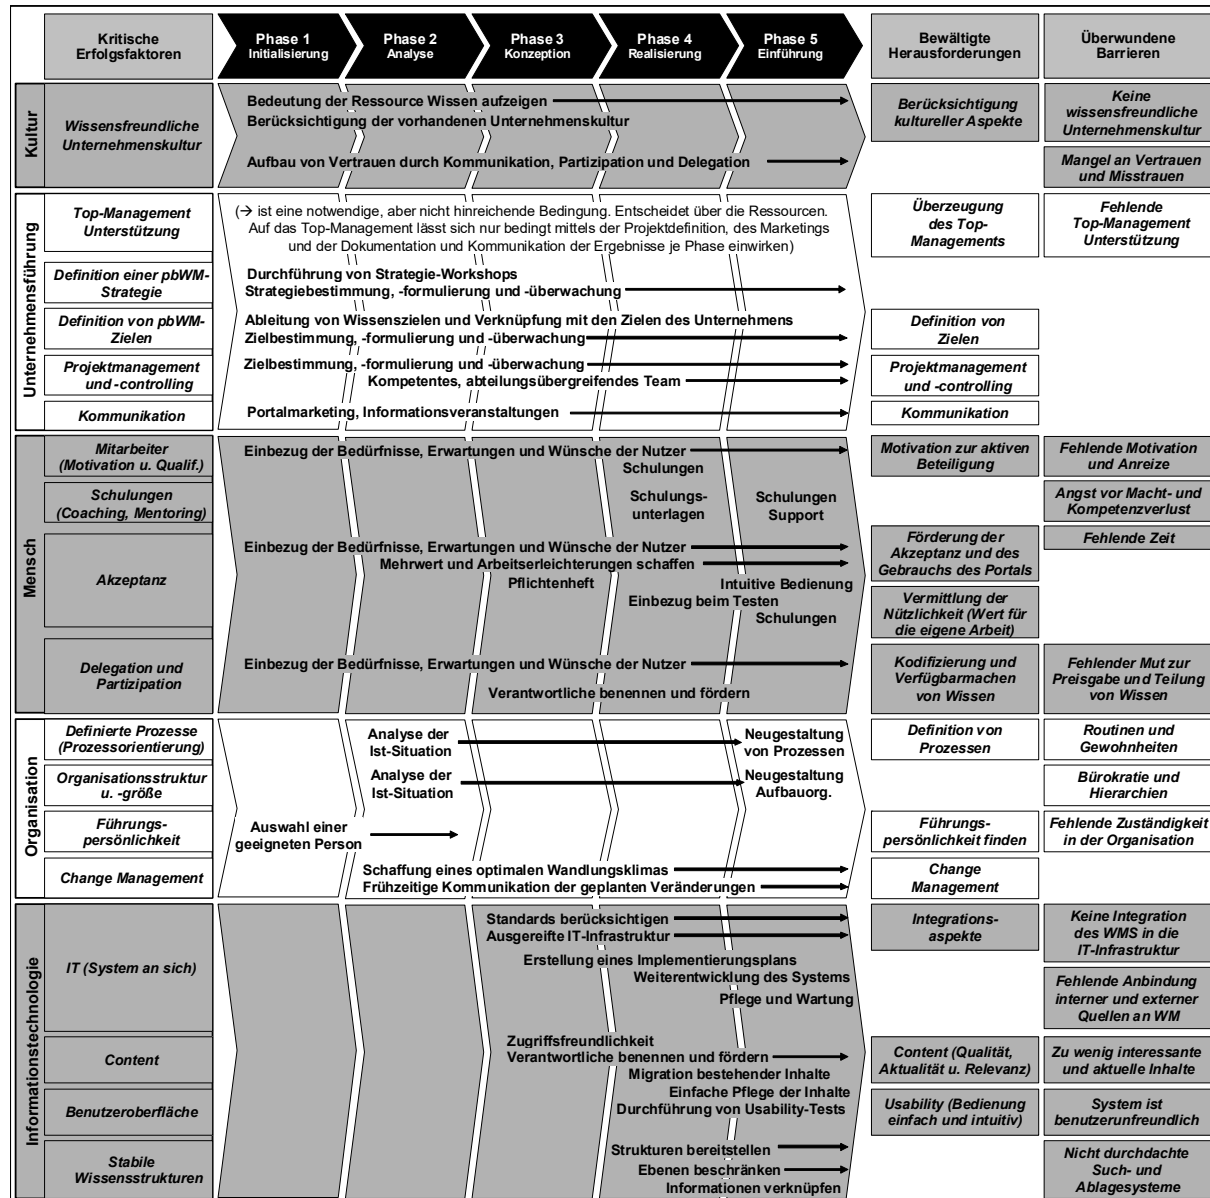 Kritische
Erfolgsfaktoren
Phase 1
Initialisierung
Phase 2
Analyse
Phase 3
Konzeption
Phase 4
Realisierung
Phase 5
Einführung
Bewältigte
Herausforderungen
Überwundene
Barrieren
Kultur
Wissensfreundliche
Unternehmenskultur
Bedeutung der Ressource Wissen aufzeigen
Berücksichtigung der vorhandenen Unternehmenskultur
Aufbau von Vertrauen durch Kommunikation, Partizipation und Delegation
Berücksichtigung
kultureller Aspekte
Keine
wissensfreundliche
Unternehmenskultur
Mangel an Vertrauen
und Misstrauen
Unternehmensführung
Top-Management
Unterstützung
(→ ist eine notwendige, aber nicht hinreichende Bedingung. Entscheidet über die Ressourcen.
Auf das Top-Management lässt sich nur bedingt mittels der Projektdefinition, des Marketings
und der Dokumentation und Kommunikation der Ergebnisse je Phase einwirken)
Überzeugung
des Top-
Managements
Fehlende
Top-Management
Unterstützung
Definition einer pbWM-
Strategie
Durchführung von Strategie-Workshops
Strategiebestimmung, -formulierung und -überwachung
Definition von pbWM-
Zielen
Ableitung von Wissenszielen und Verknüpfung mit den Zielen des Unternehmens
Zielbestimmung, -formulierung und -überwachung
Definition von
Zielen
Projektmanagement
und -controlling
Zielbestimmung, -formulierung und -überwachung
Kompetentes, abteilungsübergreifendes Team
Projektmanagement
und -controlling
Kommunikation
Portalmarketing, Informationsveranstaltungen
Kommunikation
Mensch
Mitarbeiter
(Motivation u. Qualif.)
Einbezug der Bedürfnisse, Erwartungen und Wünsche der Nutzer
Schulungen
Motivation zur aktiven
Beteiligung
Fehlende Motivation
und Anreize
Schulungen
(Coaching, Mentoring)
Schulungs-
unterlagen
Schulungen
Support
Angst vor Macht- und
Kompetenzverlust
Akzeptanz
Einbezug der Bedürfnisse, Erwartungen und Wünsche der Nutzer
Mehrwert und Arbeitserleichterungen schaffen
Pflichtenheft
Intuitive Bedienung
Einbezug beim Testen
Schulungen
Förderung der
Akzeptanz und des
Gebrauchs des Portals
Vermittlung der
Nützlichkeit (Wert für
die eigene Arbeit)
Fehlende Zeit
Delegation und
Partizipation
Einbezug der Bedürfnisse, Erwartungen und Wünsche der Nutzer
Verantwortliche benennen und fördern
Kodifizierung und
Verfügbarmachen
von Wissen
Fehlender Mut zur
Preisgabe und Teilung
von Wissen
Organisation
Definierte Prozesse
(Prozessorientierung)
Analyse der
Ist-Situation
Neugestaltung
von Prozessen
Definition von
Prozessen
Routinen und
Gewohnheiten
Organisationsstruktur
u. -größe
Analyse der
Ist-Situation
Neugestaltung
Aufbauorg.
Bürokratie und
Hierarchien
Führungs-
persönlichkeit
Auswahl einer
geeigneten Person
Führungs-
persönlichkeit finden
Fehlende Zuständigkeit
in der Organisation
Change Management
Schaffung eines optimalen Wandlungsklimas
Frühzeitige Kommunikation der geplanten Veränderungen
Change
Management
Informationstechnologie
IT (System an sich)
Standards berücksichtigen
Ausgereifte IT-Infrastruktur
Erstellung eines Implementierungsplans
Weiterentwicklung des Systems
Pflege und Wartung
Integrations-
aspekte
Keine Integration
des WMS in die
IT-Infrastruktur
Fehlende Anbindung
interner und externer
Quellen an WM
Content
Zugriffsfreundlichkeit
Verantwortliche benennen und fördern
Migration bestehender Inhalte
Einfache Pflege der Inhalte
Content (Qualität,
Aktualität u. Relevanz)
Zu wenig interessante
und aktuelle Inhalte
Benutzeroberfläche
Durchführung von Usability-Tests
Usability (Bedienung
einfach und intuitiv)
System ist
benutzerunfreundlich
Stabile
Wissensstrukturen
Strukturen bereitstellen
Ebenen beschränken
Informationen verknüpfen
Nicht durchdachte
Such- und
Ablagesysteme